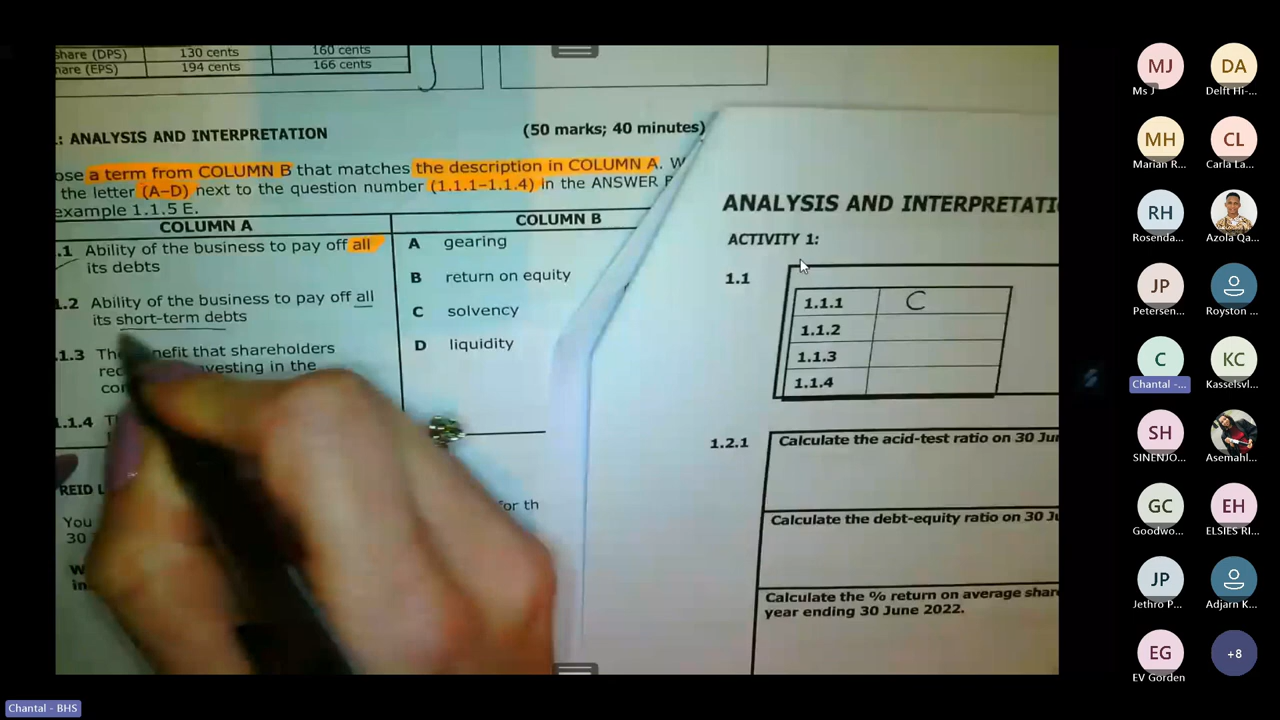 share (DPS) 130 cents 160 cents
hare (EPS) 194 cents 166 cents
: ANALYSIS AND INTERPRETATION (50 marks; 40 minutes)
ose a term from COLUMN B that matches the description in COLUMN A. W
the letter (A–D) next to the question number (1.1.1–1.1.4) in the ANSWER
example 1.1.5 E.
COLUMN A COLUMN B
.1 Ability of the business to pay off all
its debts
.1.2 Ability of the business to pay off all
its short-term debts
.1.3
shareholders
investing in the
.1.4
A gearing
B return on equity
C solvency
D liquidity
REID L
You
30
for th
ANALYSIS AND INTERPRETATI
ACTIVITY 1:
1.1
1.1.1 C
1.1.2
1.1.3
1.1.4
1.2.1 Calculate the acid-test ratio on 30 Jun
Calculate the debt-equity ratio on 30 Ju
Calculate the % return on average share
year ending 30 June 2022.
MJ
Ms J
DA
Delft Hi-...
MH
Marian R...
CL
Carla La...
RH
Rosenda...
Azola Qa...
JP
Petersen...
Royston ...
C
Chantal -...
KC
Kasselsvl...
SH
SINENJO...
Asemahl...
GC
Goodwo...
EH
ELSIES RI...
JP
Jethro P...
Adjarn K...
EG
EV Gorden
+8
Chantal - BHS